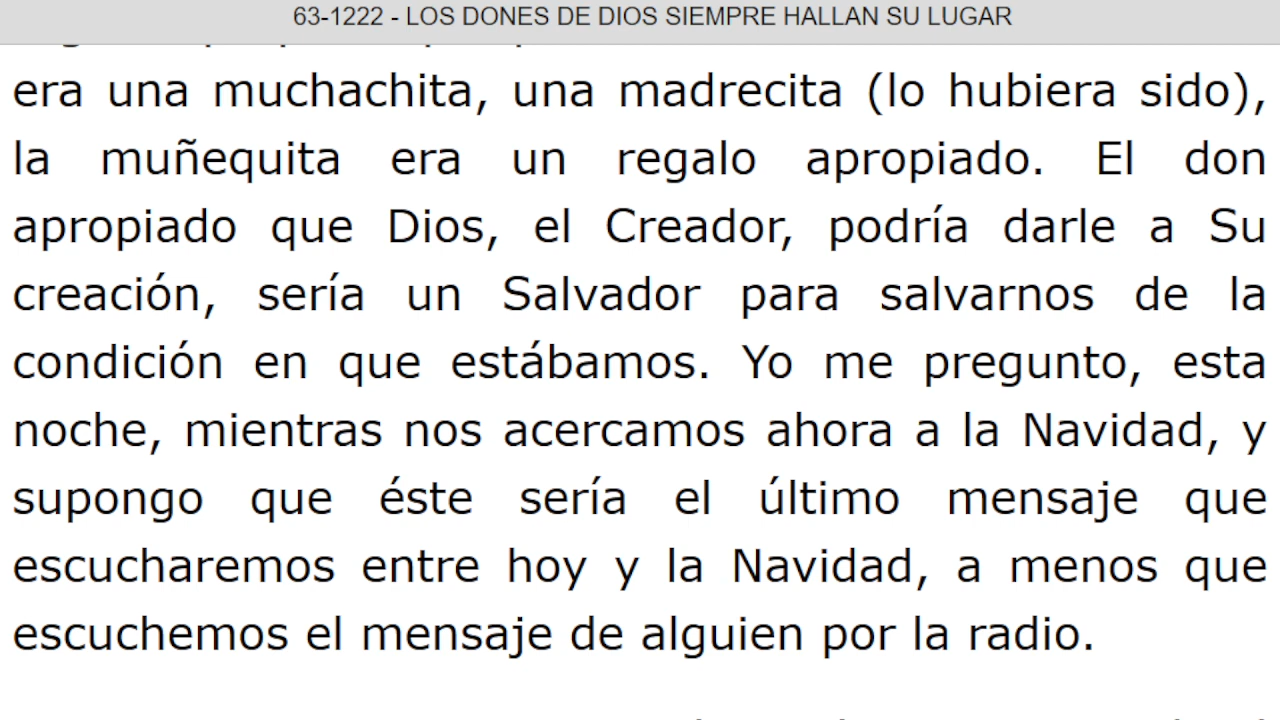 63-1222 - LOS DONES DE DIOS SIEMPRE HALLAN SU LUGAR
era una muchachita, una madrecita (lo hubiera sido),
la muñequita era un regalo apropiado. El don
apropiado que Dios, el Creador, podría darle a Su
creación, sería un Salvador para salvarnos de la
condición en que estábamos. Yo me pregunto, esta
noche, mientras nos acercamos ahora a la Navidad, y
supongo que éste sería el último mensaje que
escucharemos entre hoy y la Navidad, a menos que
escuchemos el mensaje de alguien por la radio.